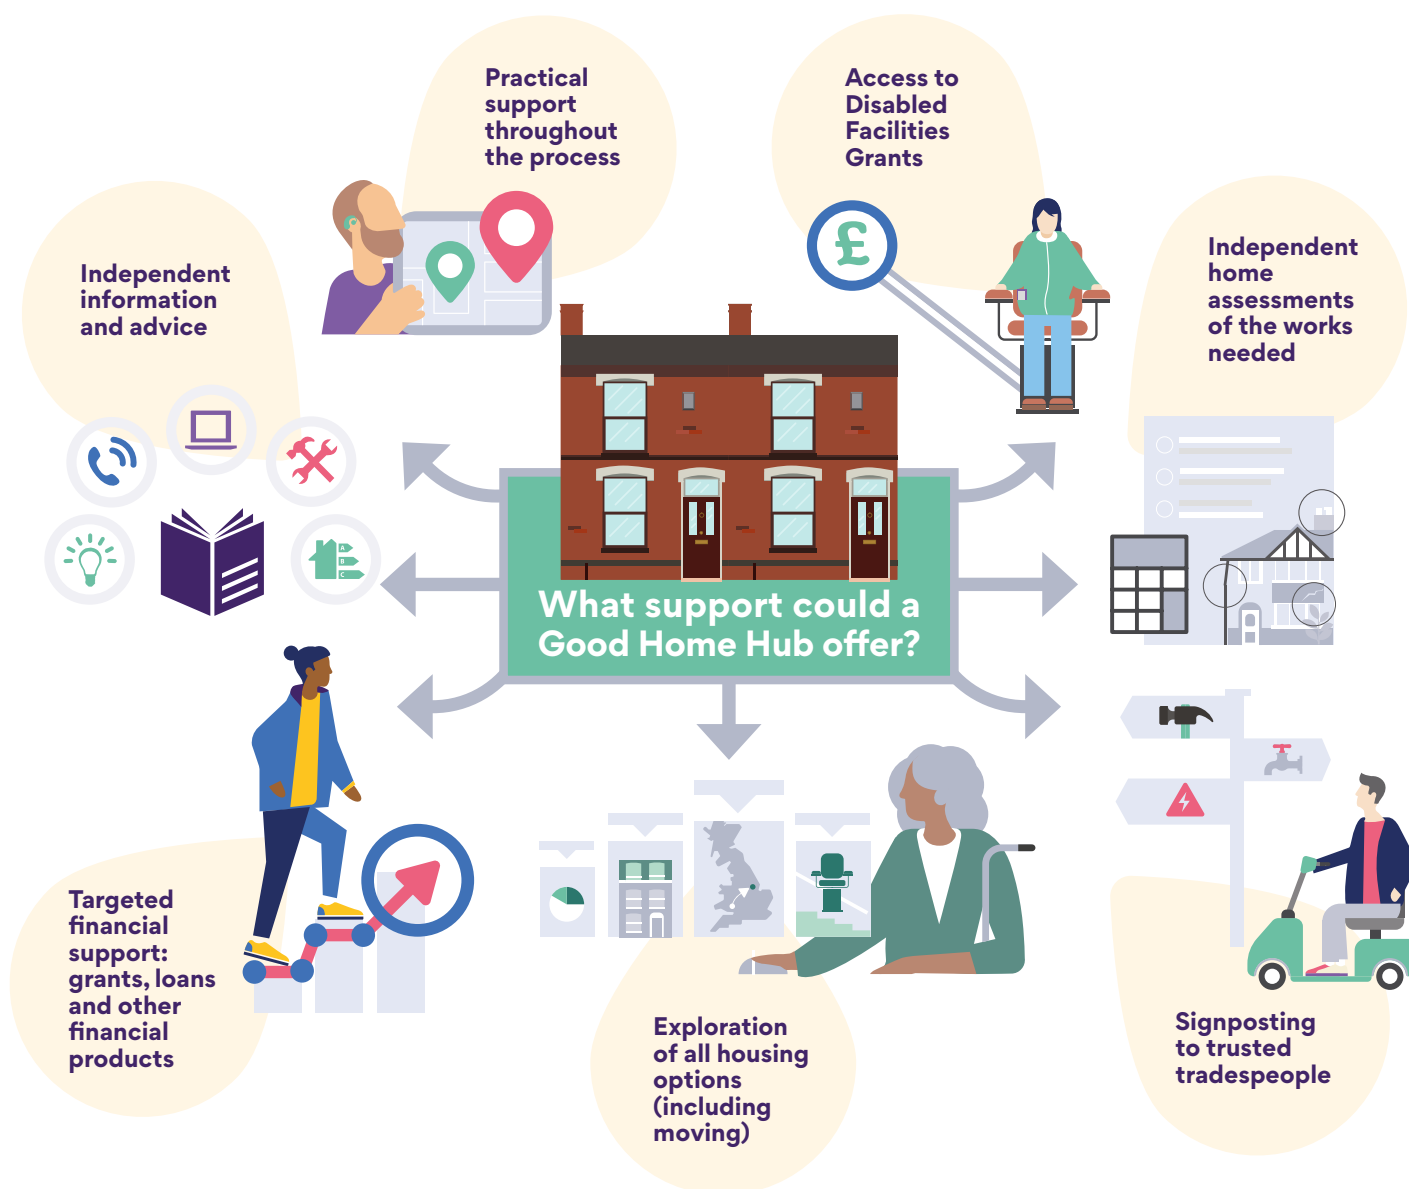 Practical
support
throughout
the process
Access to
Disabled
Facilities
Grants
Independent
information
and advice
Independent
home
assessments
of the works
needed
£
A
B
C
What support could a
Good Home Hub offer?
Targeted
financial
support:
grants, loans
and other
financial
products
Exploration
of all housing
options
(including
moving)
Signposting
to trusted
tradespeople